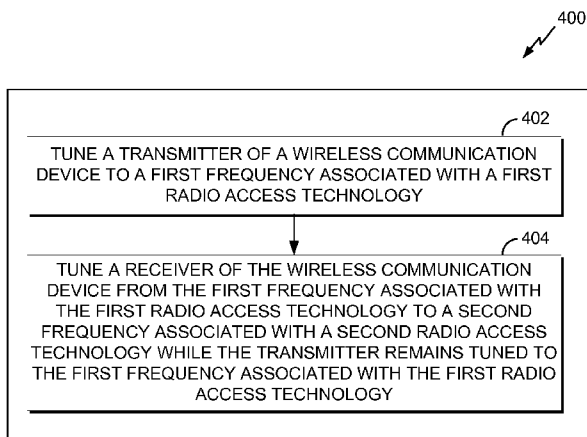 400
402
TUNE A TRANSMITTER OF A WIRELESS COMMUNICATION
DEVICE TO A FIRST FREQUENCY ASSOCIATED WITH A FIRST
RADIO ACCESS TECHNOLOGY
404
TUNE A RECEIVER OF THE WIRELESS COMMUNICATION
DEVICE FROM THE FIRST FREQUENCY ASSOCIATED WITH
THE FIRST RADIO ACCESS TECHNOLOGY TO A SECOND
FREQUENCY ASSOCIATED WITH A SECOND RADIO ACCESS
TECHNOLOGY WHILE THE TRANSMITTER REMAINS TUNED TO
THE FIRST FREQUENCY ASSOCIATED WITH THE FIRST RADIO
ACCESS TECHNOLOGY